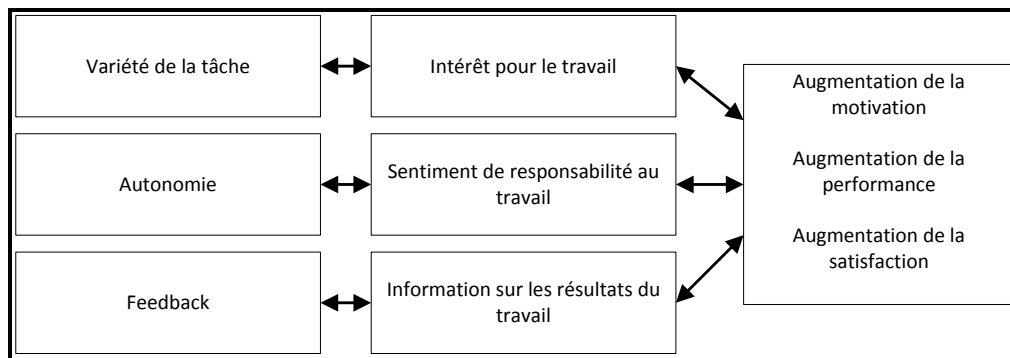 Variété de la tâche
Intérêt pour le travail
Autonomie
Sentiment de responsabilité au
travail
Feedback
Information sur les résultats du
travail
Augmentation de la
motivation
Augmentation de la
performance
Augmentation de la
satisfaction